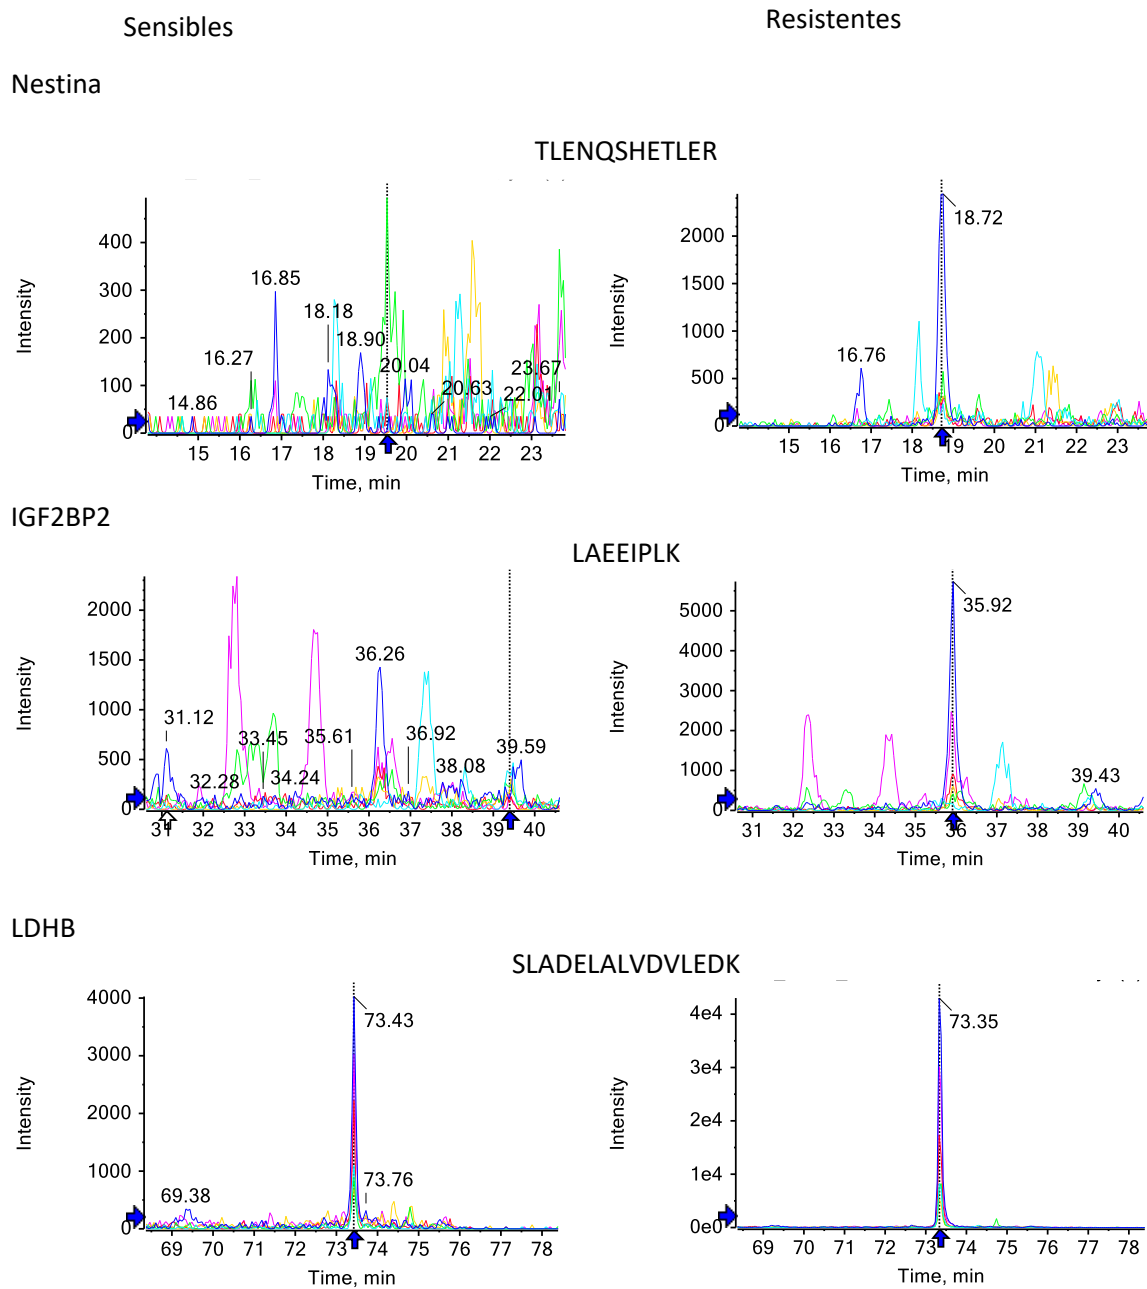 Sensibles
Resistentes
Nestina
TLENQSHETLER
Intensity
400
300
200
100
0
14.86
16.27
16.85
18.18
18.90
20.04
20.63
22.01
23.67
15 16 17 18 19 20 21 22 23
Time, min
Intensity
2000
1500
1000
500
0
16.76
18.72
15 16 17 18 19 20 21 22 23
Time, min
IGF2BP2
LAEEIPLK
Intensity
2000
1500
1000
500
0
31.12
32.28
33.45
34.24
35.61
36.26
36.92
38.08
39.59
31 32 33 34 35 36 37 38 39 40
Time, min
Intensity
5000
4000
3000
2000
1000
0
35.92
39.43
31 32 33 34 35 36 37 38 39 40
Time, min
LDHB
SLADELALVDVLEDK
Intensity
4000
3000
2000
1000
0
69.38
73.43
73.76
69 70 71 72 73 74 75 76 77 78
Time, min
Intensity
4e4
3e4
2e4
1e4
0e0
73.35
69 70 71 72 73 74 75 76 77 78
Time, min